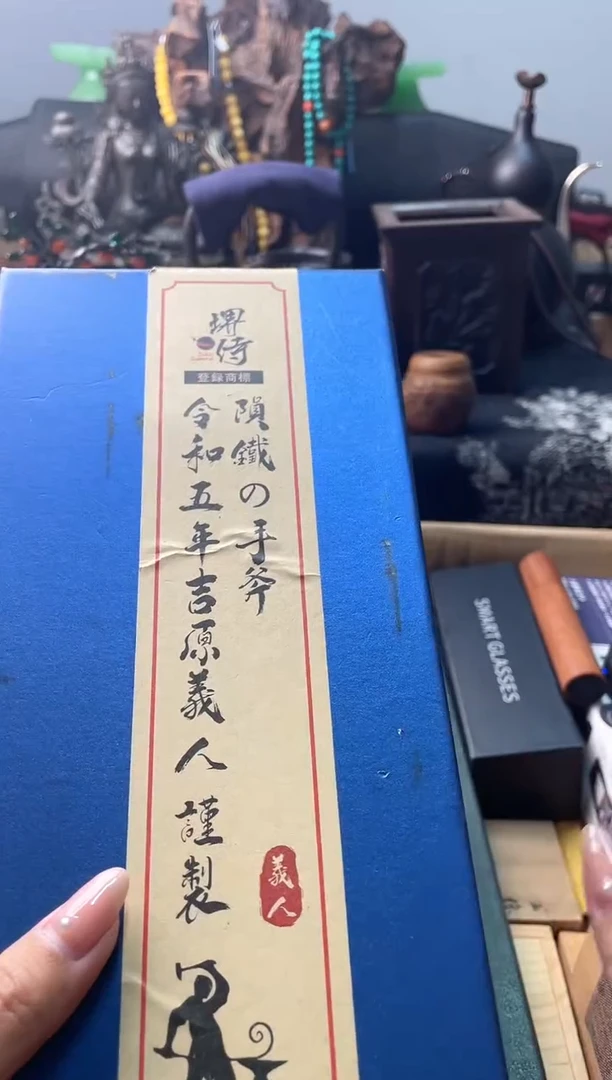 堺侍
登録商標
隕鐵の手斧
令和五年吉原義人 謹製
義人
SMART GLASSES